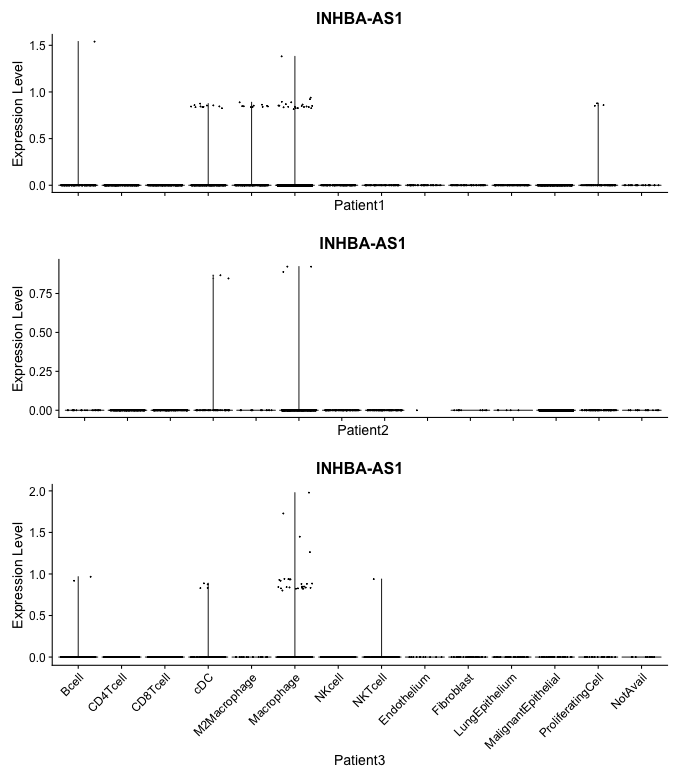 INHBA-AS1
Expression Level
1.5
1.0
0.5
0.0
Patient1
INHBA-AS1
Expression Level
0.75
0.50
0.25
0.00
Patient2
INHBA-AS1
Expression Level
2.0
1.5
1.0
0.5
0.0
Bcell
CD4Tcell
CD8Tcell
cDC
M2Macrophage
Macrophage
NKcell
NKTcell
Endothelium
Fibroblast
LungEpithelium
MalignantEpithelial
ProliferatingCell
NotAvail
Patient3